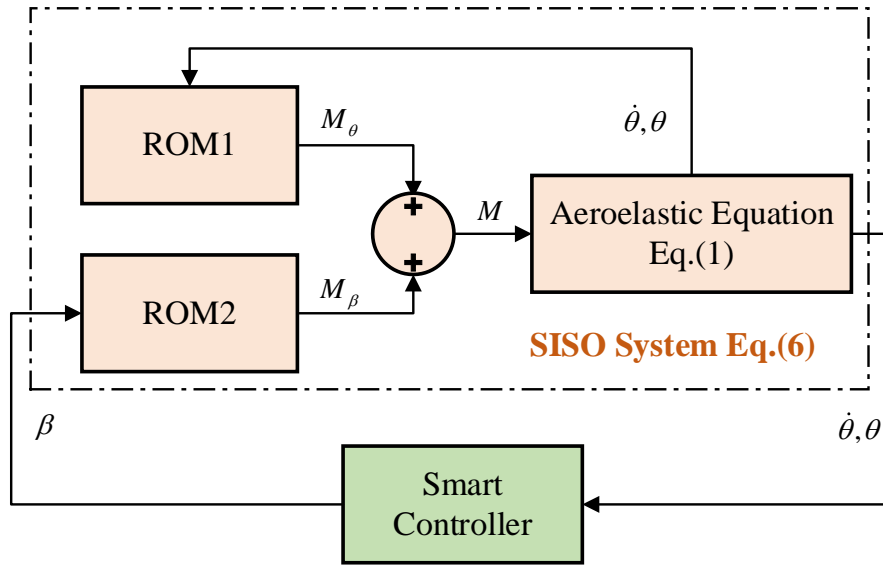 ROM1
M_θ
θ̇,θ
+
M
Aeroelastic Equation
Eq.(1)
+
ROM2
M_β
SISO System Eq.(6)
β
θ̇,θ
Smart
Controller